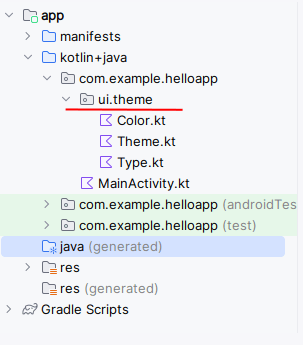 app
manifests
kotlin+java
com.example.helloapp
ui.theme
Color.kt
Theme.kt
Type.kt
MainActivity.kt
com.example.helloapp (androidTes
com.example.helloapp (test)
java (generated)
res
res (generated)
Gradle Scripts